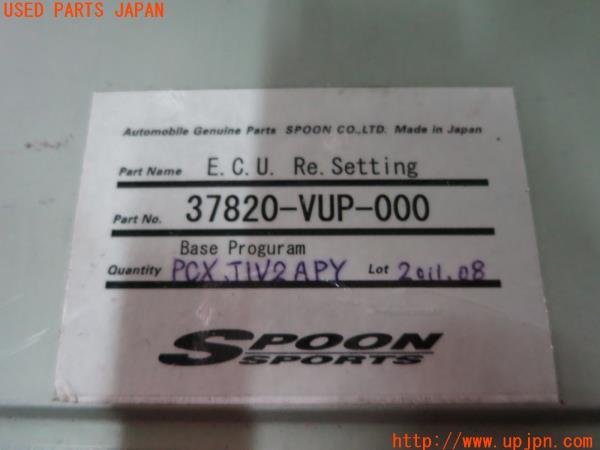 USED PARTS JAPAN
Automobile Genuine Parts SPOON CO.,LTD. Made in Japan
Part Name E.C.U. Re.Setting
Part No. 37820-VUP-000
Base Proguram
Quantity PCX J1V2APY Lot 2011.08
SPOON
SPORTS
http://www.upjpn.com